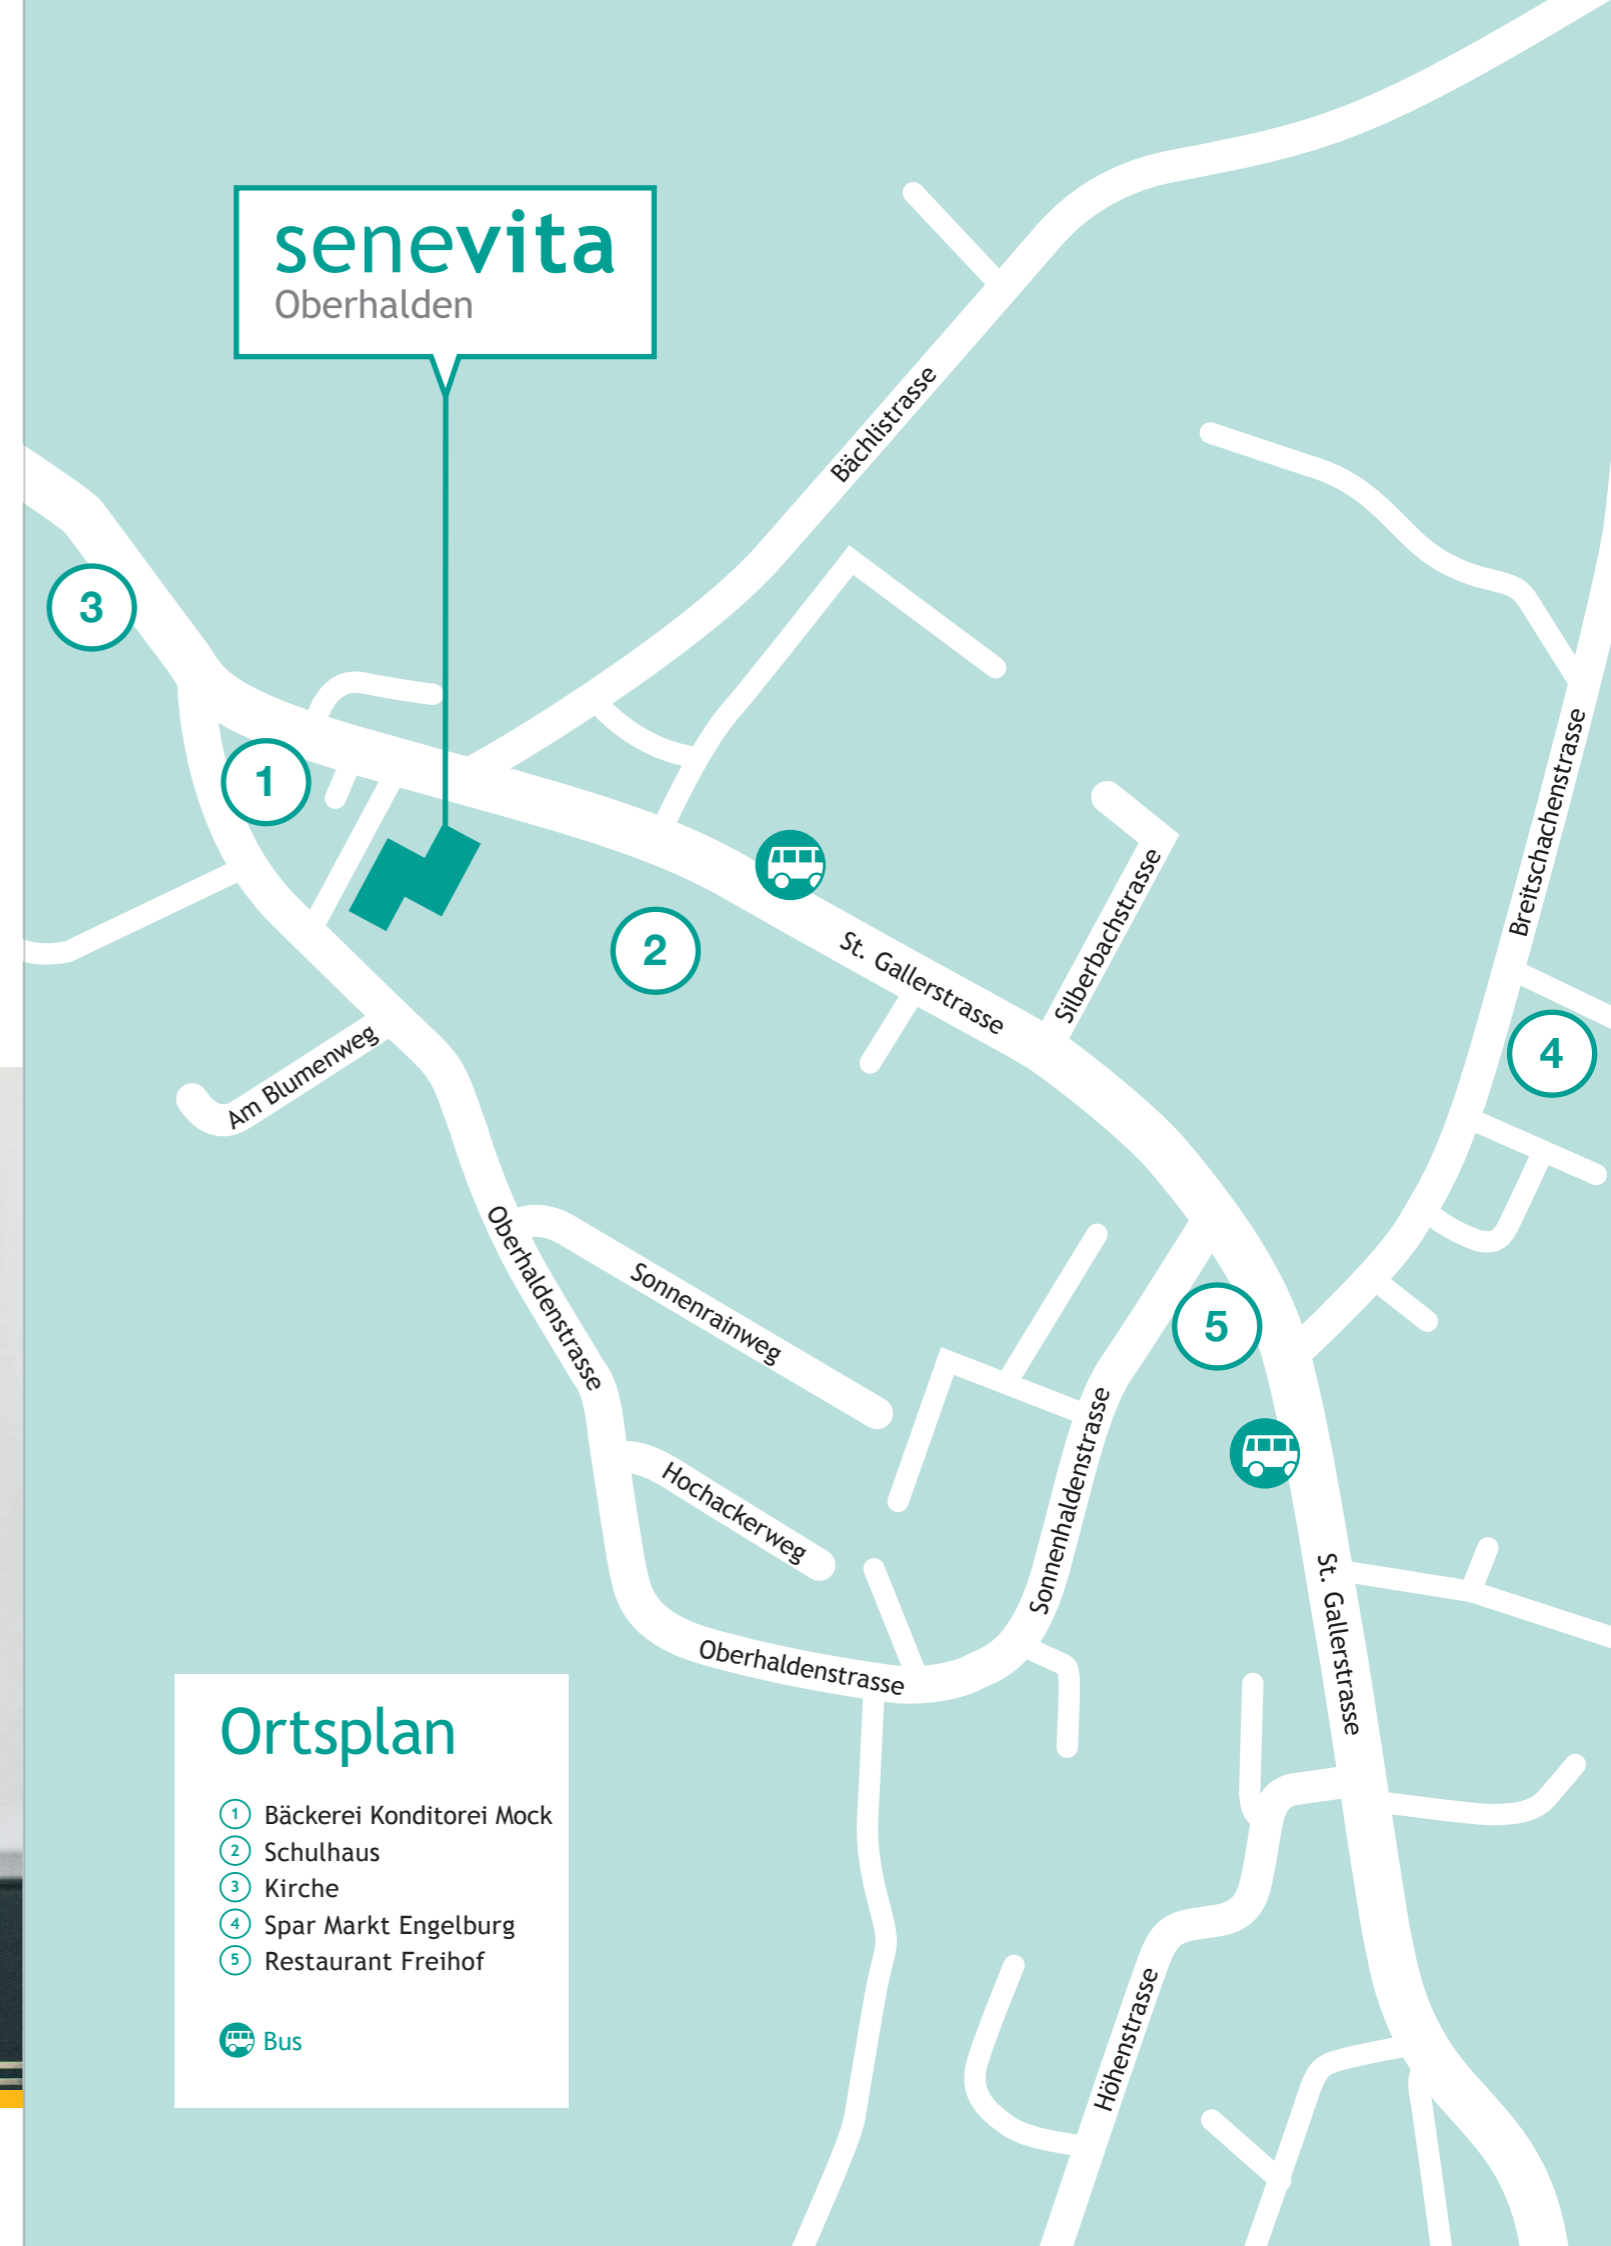 senevita
Oberhalden
Bächlistrasse
3
1
2
St. Gallerstrasse
Silberbachstrasse
Breitschachenstrasse
4
Am Blumenweg
Oberhaldenstrasse
Sonnenrainweg
5
Hochackerweg
Sonnenhaldenstrasse
Oberhaldenstrasse
St. Gallerstrasse
Höhenstrasse
Ortsplan
1 Bäckerei Konditorei Mock
2 Schulhaus
3 Kirche
4 Spar Markt Engelburg
5 Restaurant Freihof
Bus